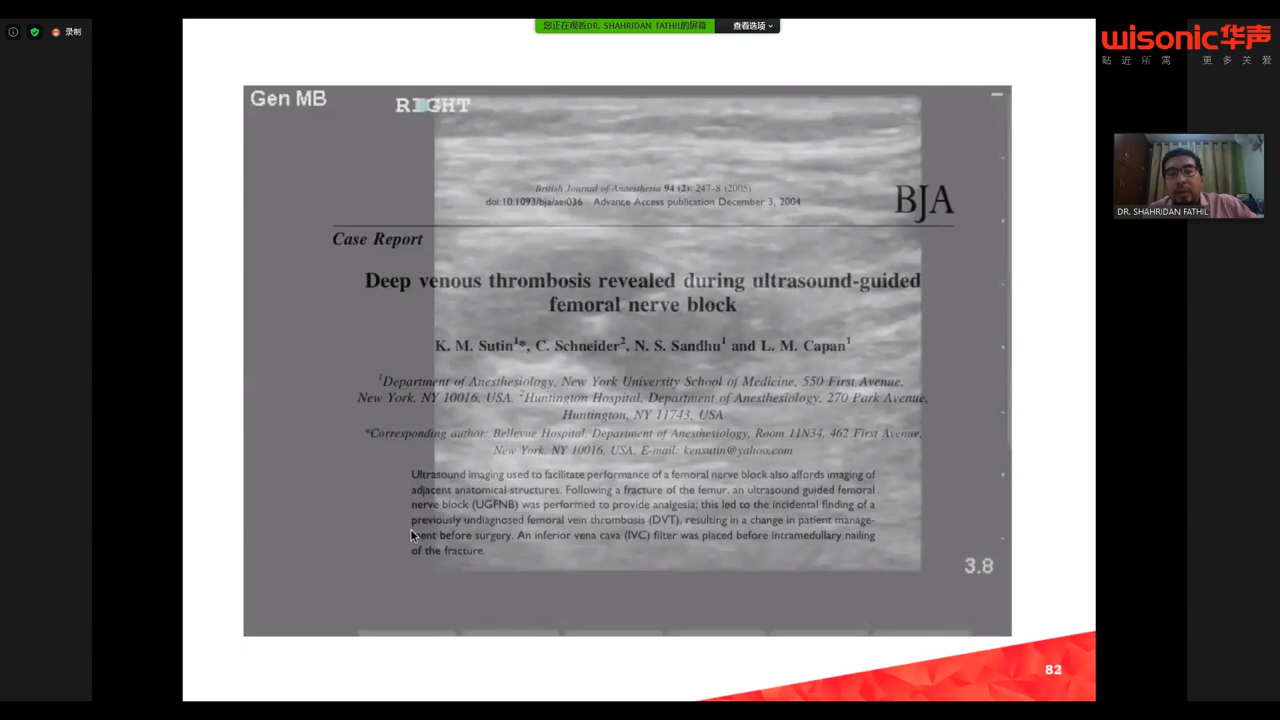 录制
您正在观看DR. SHAHRIDAN FATHIL的屏幕
查看选项
wisonic华声
贴近所需 更多关爱
Gen MB
RIGHT
British Journal of Anaesthesia 94 (2): 247–8 (2005)
doi:10.1093/bja/aei036 Advance Access publication December 3, 2004
BJA
Case Report
Deep venous thrombosis revealed during ultrasound-guided
femoral nerve block
K. M. Sutin1*, C. Schneider2, N. S. Sandhu1 and L. M. Capan1
1Department of Anesthesiology, New York University School of Medicine, 550 First Avenue,
New York, NY 10016, USA. 2Huntington Hospital, Department of Anesthesiology, 270 Park Avenue,
Huntington, NY 11743, USA
*Corresponding author: Bellevue Hospital, Department of Anesthesiology, Room 11N34, 462 First Avenue,
New York, NY 10016, USA. E-mail: kensutin@yahoo.com
Ultrasound imaging used to facilitate performance of a femoral nerve block also affords imaging of
adjacent anatomical structures. Following a fracture of the femur, an ultrasound guided femoral
nerve block (UGFNB) was performed to provide analgesia; this led to the incidental finding of a
previously undiagnosed femoral vein thrombosis (DVT), resulting in a change in patient manage-
ment before surgery. An inferior vena cava (IVC) filter was placed before intramedullary nailing
of the fracture.
3.8
DR. SHAHRIDAN FATHIL